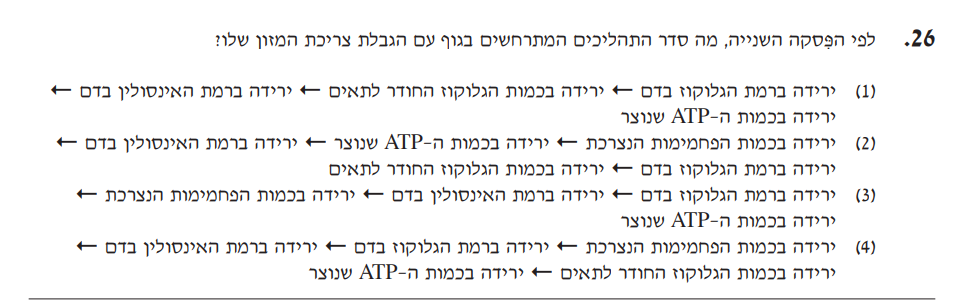 26. לפי הפִּסקה השנייה, מה סדר התהליכים המתרחשים בגוף עם הגבלת צריכת המזון שלו?
(1) ירידה ברמת הגלוקוז בדם ← ירידה בכמות הגלוקוז החודר לתאים ← ירידה ברמת האינסולין בדם ←
ירידה בכמות ה-ATP שנוצר
(2) ירידה בכמות הפחמימות הנצרכת ← ירידה בכמות ה-ATP שנוצר ← ירידה ברמת האינסולין בדם ←
ירידה ברמת הגלוקוז בדם ← ירידה בכמות הגלוקוז החודר לתאים
(3) ירידה ברמת הגלוקוז בדם ← ירידה ברמת האינסולין בדם ← ירידה בכמות הפחמימות הנצרכת ←
ירידה בכמות ה-ATP שנוצר
(4) ירידה בכמות הפחמימות הנצרכת ← ירידה ברמת הגלוקוז בדם ← ירידה ברמת האינסולין בדם ←
ירידה בכמות הגלוקוז החודר לתאים ← ירידה בכמות ה-ATP שנוצר